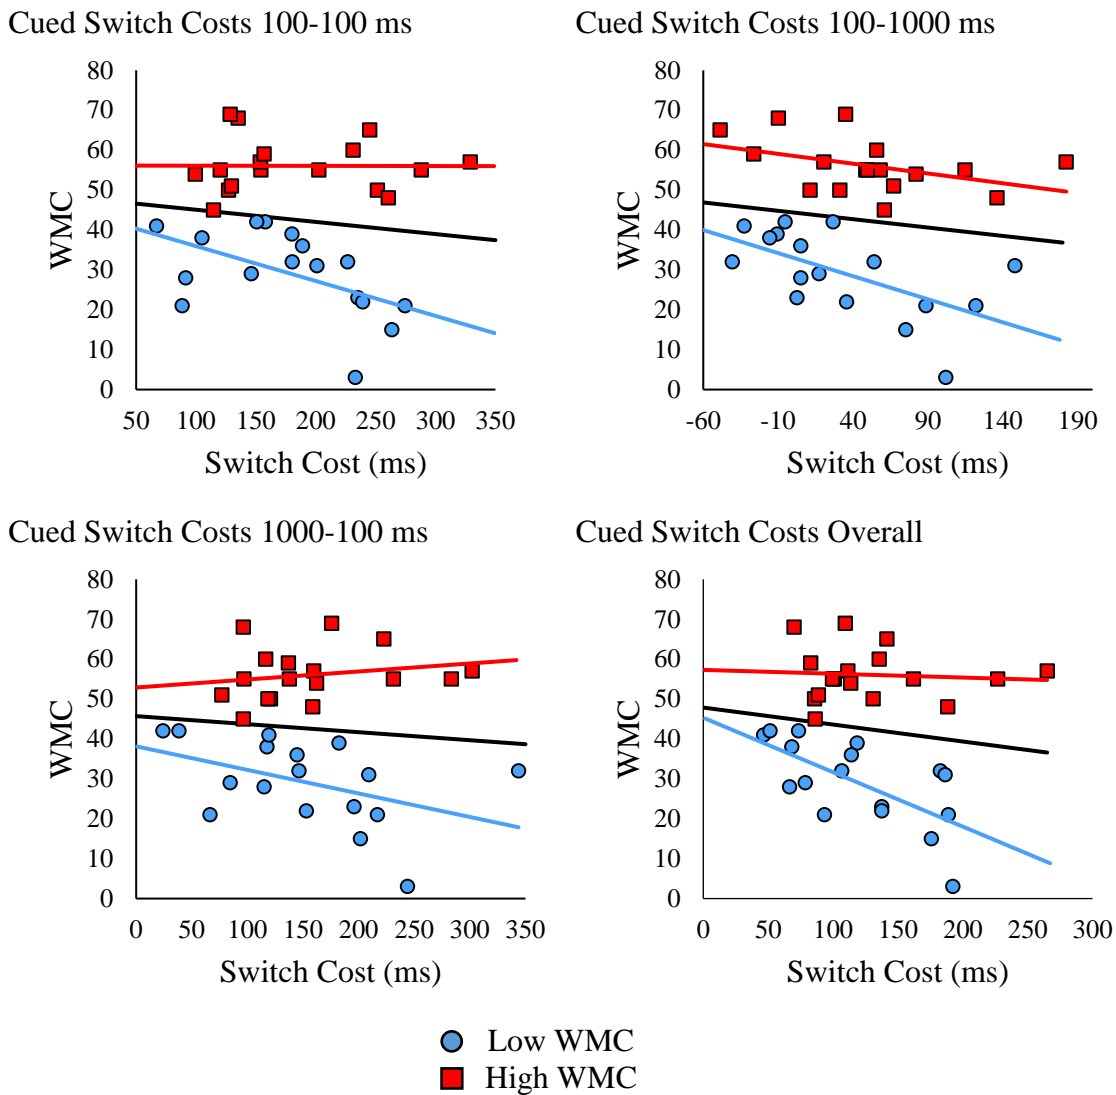 Cued Switch Costs 100-100 ms
80
70
60
50
40
30
20
10
0
WMC
50 100 150 200 250 300 350
Switch Cost (ms)
Cued Switch Costs 100-1000 ms
80
70
60
50
40
30
20
10
0
WMC
-60 -10 40 90 140 190
Switch Cost (ms)
Cued Switch Costs 1000-100 ms
80
70
60
50
40
30
20
10
0
WMC
0 50 100 150 200 250 300 350
Switch Cost (ms)
Cued Switch Costs Overall
80
70
60
50
40
30
20
10
0
WMC
0 50 100 150 200 250 300
Switch Cost (ms)
Low WMC
High WMC